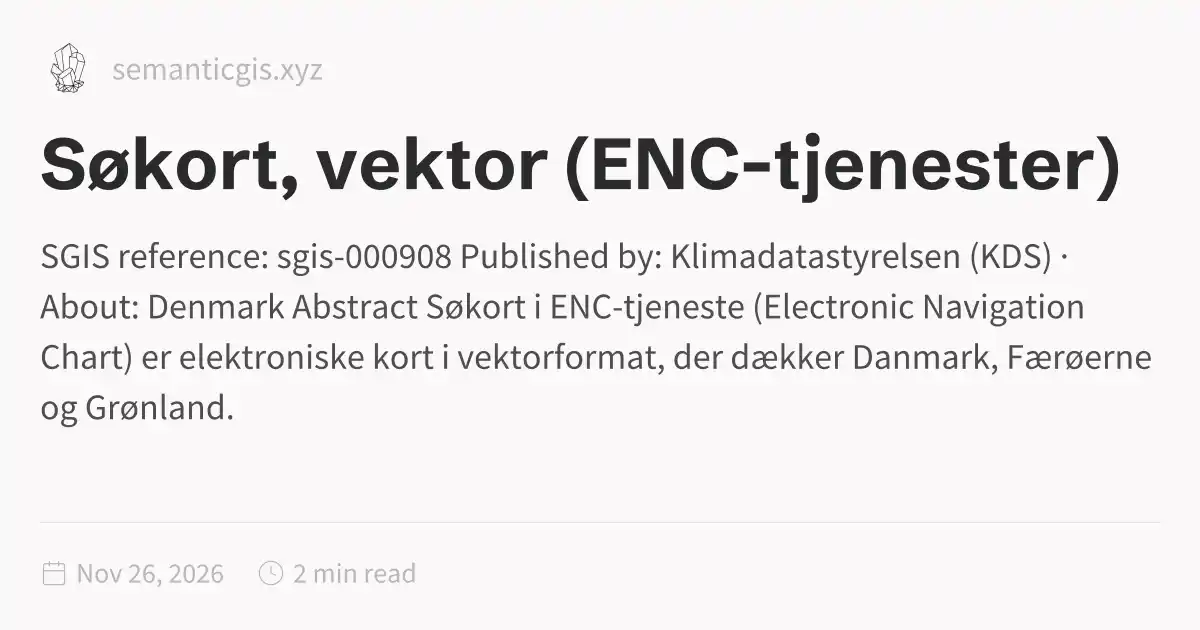 semanticgis.xyz
Søkort, vektor (ENC-tjenester)
SGIS reference: sgis-000908 Published by: Klimadatastyrelsen (KDS) ·
About: Denmark Abstract Søkort i ENC-tjeneste (Electronic Navigation
Chart) er elektroniske kort i vektorformat, der dækker Danmark, Færøerne
og Grønland.
Nov 26, 2026 2 min read